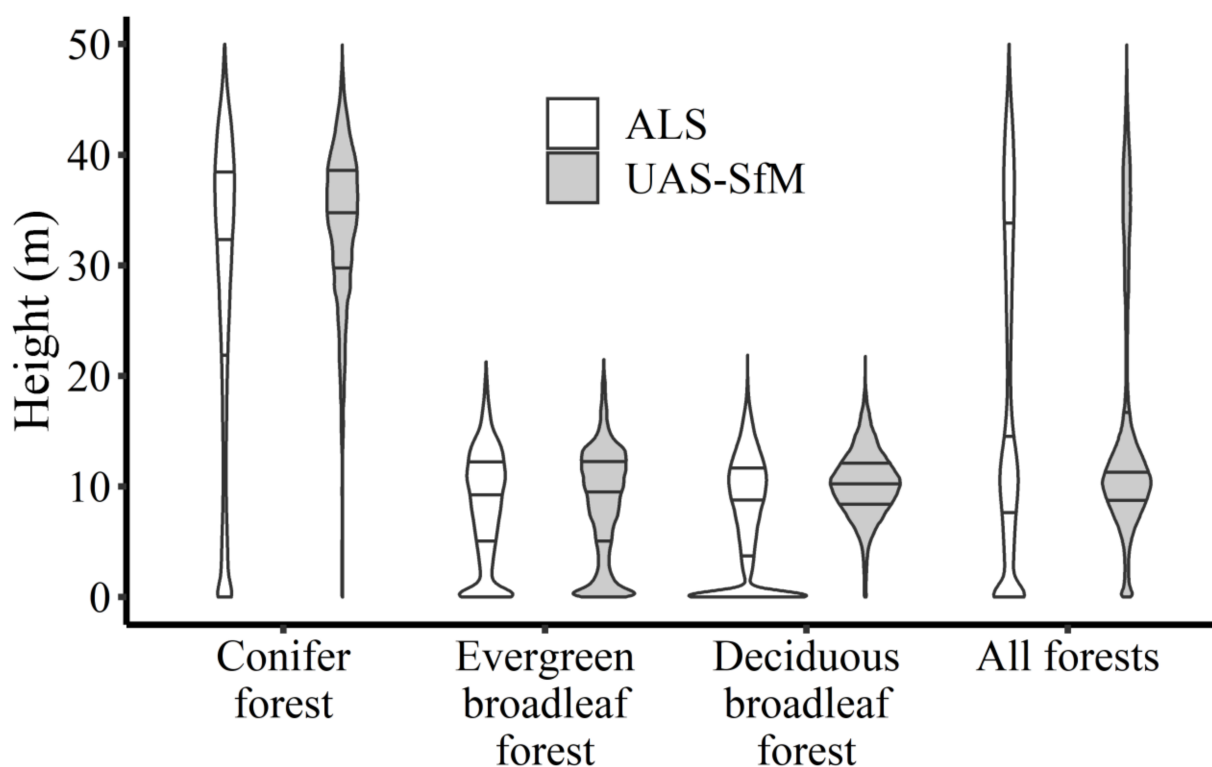 50
40
30
20
10
0
Height (m)
ALS
UAS-SfM
Conifer
forest
Evergreen
broadleaf
forest
Deciduous
broadleaf
forest
All forests